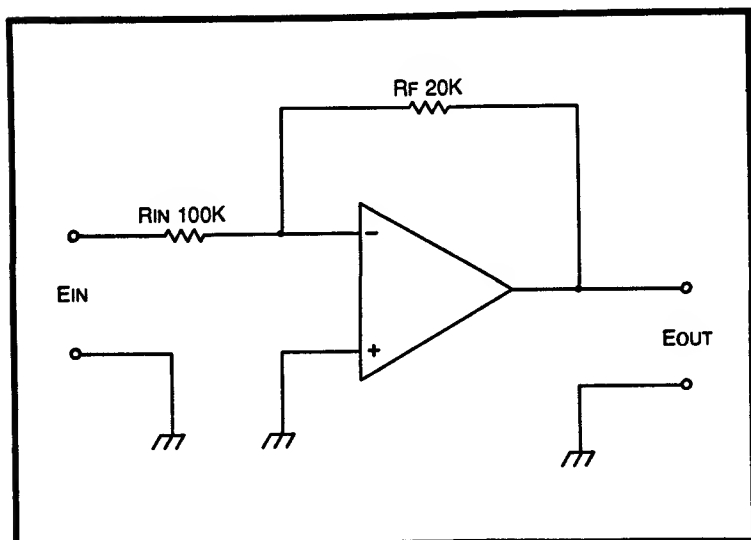 RF 20K
RIN 100K
-
EIN
+
EOUT